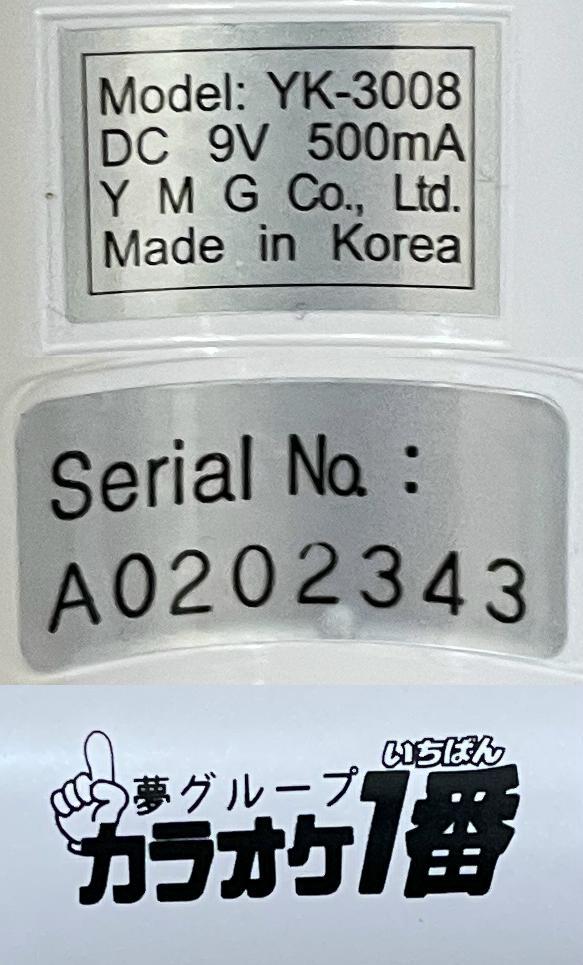 Model: YK-3008
DC 9V 500mA
Y M G Co., Ltd.
Made in Korea
Serial No. :
A0202343
夢グループ
いちばん
カラオケ1番